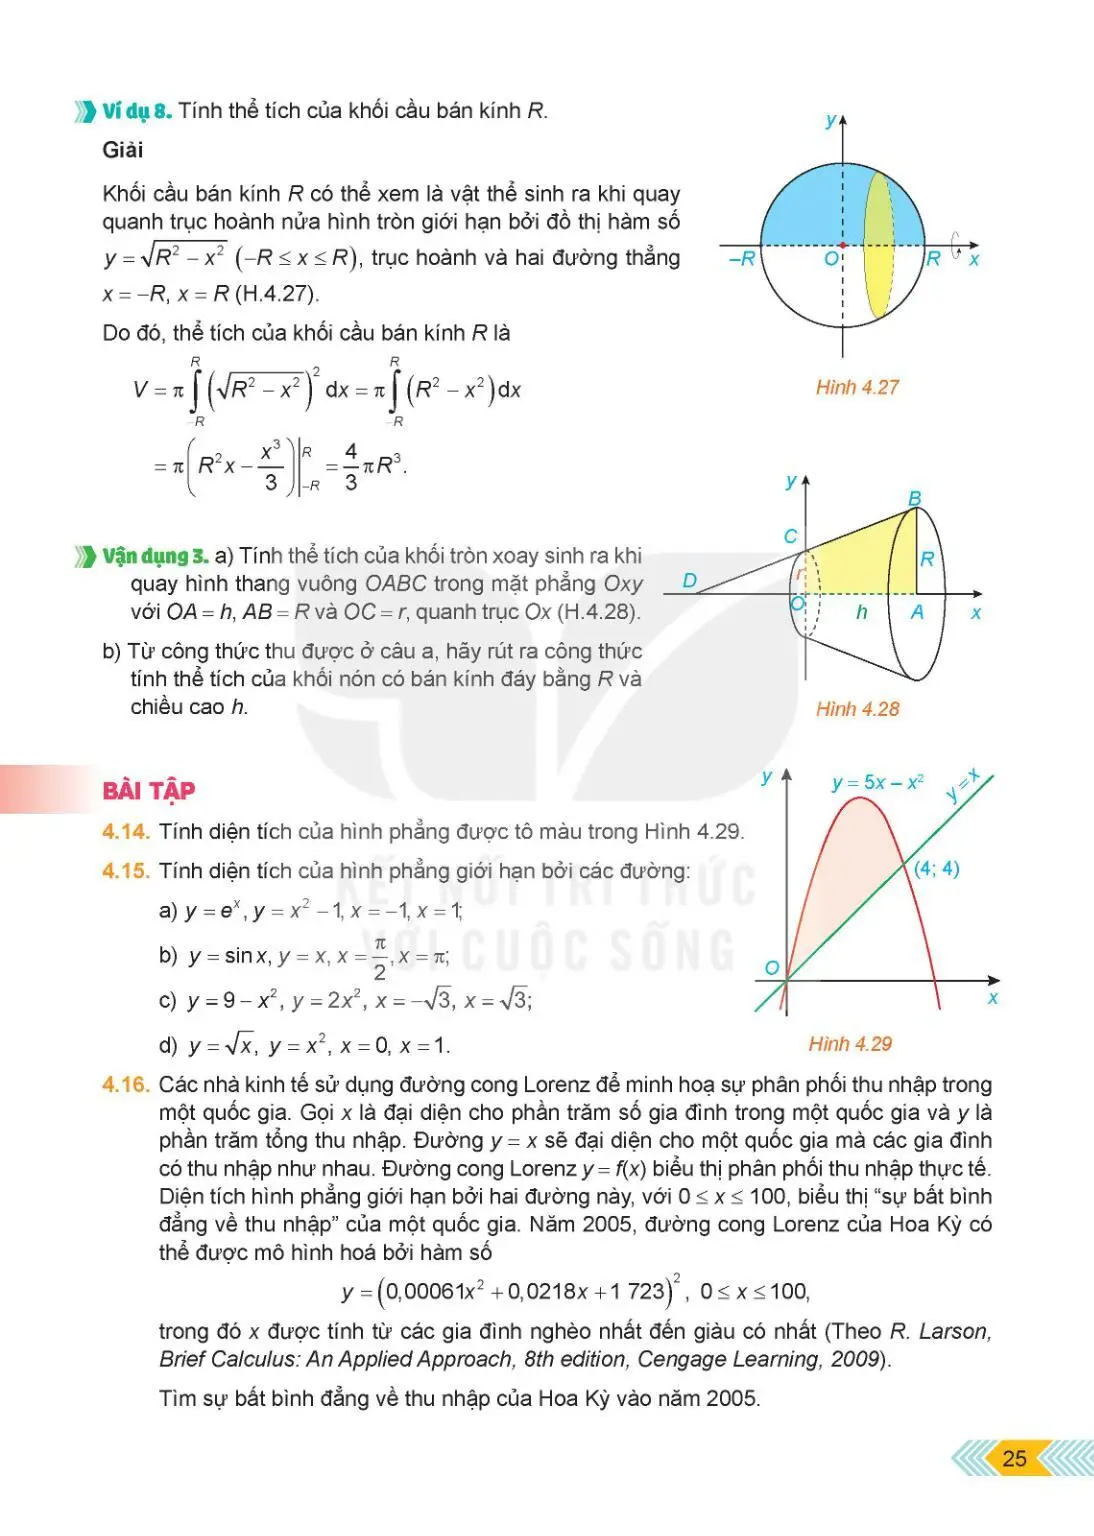 Ví dụ 8. Tính thể tích của khối cầu bán kính R.
Giải
Khối cầu bán kính R có thể xem là vật thể sinh ra khi quay
quanh trục hoành nửa hình tròn giới hạn bởi đồ thị hàm số
y = √(R² − x²) (−R ≤ x ≤ R), trục hoành và hai đường thẳng
x = −R, x = R (H.4.27).
Do đó, thể tích của khối cầu bán kính R là
V = π ∫_{−R}^{R} (√(R² − x²))² dx = π ∫_{−R}^{R} (R² − x²) dx
= π (R²x − x³/3) |_{−R}^{R} = 4/3 πR³.
y
−R
O
R
x
Hình 4.27
Vận dụng 3. a) Tính thể tích của khối tròn xoay sinh ra khi
quay hình thang vuông OABC trong mặt phẳng Oxy
với OA = h, AB = R và OC = r, quanh trục Ox (H.4.28).
b) Từ công thức thu được ở câu a, hãy rút ra công thức
tính thể tích của khối nón có bán kính đáy bằng R và
chiều cao h.
y
B
C
R
D
r
O
h
A
x
Hình 4.28
BÀI TẬP
4.14. Tính diện tích của hình phẳng được tô màu trong Hình 4.29.
4.15. Tính diện tích của hình phẳng giới hạn bởi các đường:
a) y = eˣ, y = x² − 1, x = −1, x = 1;
b) y = sin x, y = x, x = π/2, x = π;
c) y = 9 − x², y = 2x², x = −√3, x = √3;
d) y = √x, y = x², x = 0, x = 1.
y
y = 5x − x²
y = x
(4; 4)
O
x
Hình 4.29
KẾT NỐI TRI THỨC
VỚI CUỘC SỐNG
4.16. Các nhà kinh tế sử dụng đường cong Lorenz để minh hoạ sự phân phối thu nhập trong
một quốc gia. Gọi x là đại diện cho phần trăm số gia đình trong một quốc gia và y là
phần trăm tổng thu nhập. Đường y = x sẽ đại diện cho một quốc gia mà các gia đình
có thu nhập như nhau. Đường cong Lorenz y = f(x) biểu thị phân phối thu nhập thực tế.
Diện tích hình phẳng giới hạn bởi hai đường này, với 0 ≤ x ≤ 100, biểu thị “sự bất bình
đẳng về thu nhập” của một quốc gia. Năm 2005, đường cong Lorenz của Hoa Kỳ có
thể được mô hình hoá bởi hàm số
y = (0,00061x² + 0,0218x + 1 723)², 0 ≤ x ≤ 100,
trong đó x được tính từ các gia đình nghèo nhất đến giàu có nhất (Theo R. Larson,
Brief Calculus: An Applied Approach, 8th edition, Cengage Learning, 2009).
Tìm sự bất bình đẳng về thu nhập của Hoa Kỳ vào năm 2005.
25